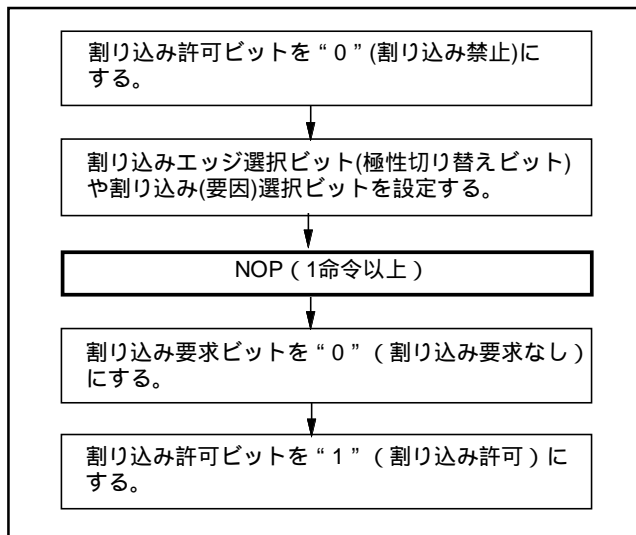 割り込み許可ビットを“0”(割り込み禁止)に
する。
割り込みエッジ選択ビット(極性切り替えビット)
や割り込み(要因)選択ビットを設定する。
NOP（1命令以上）
割り込み要求ビットを“0”（割り込み要求なし）
にする。
割り込み許可ビットを“1”（割り込み許可）に
する。